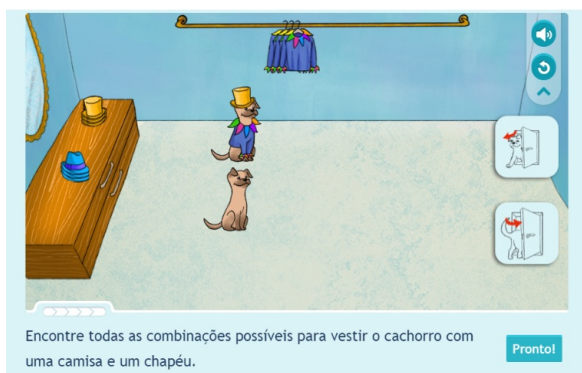 Encontre todas as combinações possíveis para vestir o cachorro com
uma camisa e um chapéu.
Pronto!